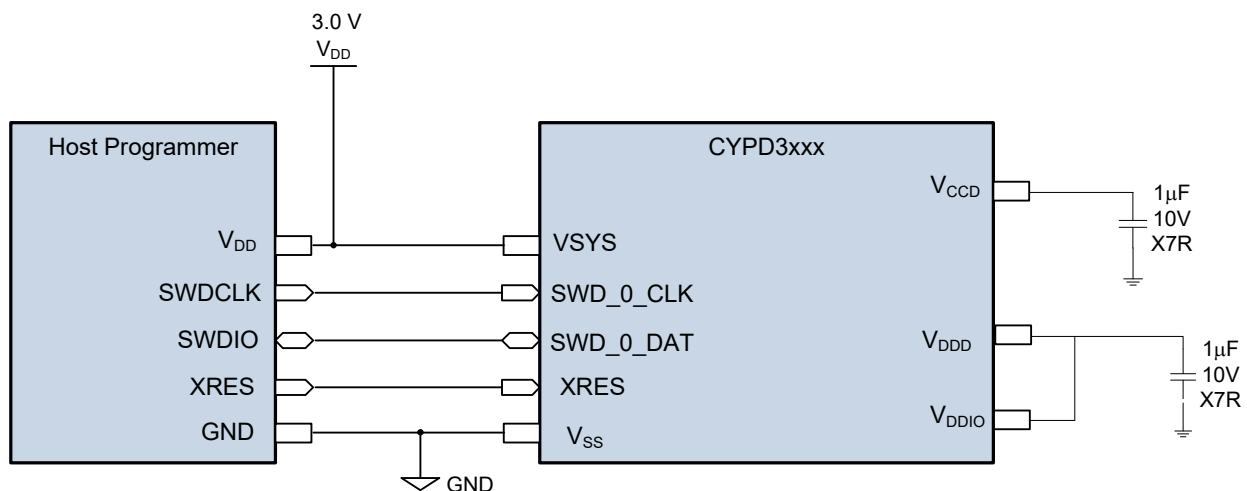 3.0 V
VDD
Host Programmer
VDD
SWDCLK
SWDIO
XRES
GND
GND
CYPD3xxx
VSYS
SWD_0_CLK
SWD_0_DAT
XRES
VSS
VCCD
VDDD
VDDIO
1µF
10V
X7R
1µF
10V
X7R